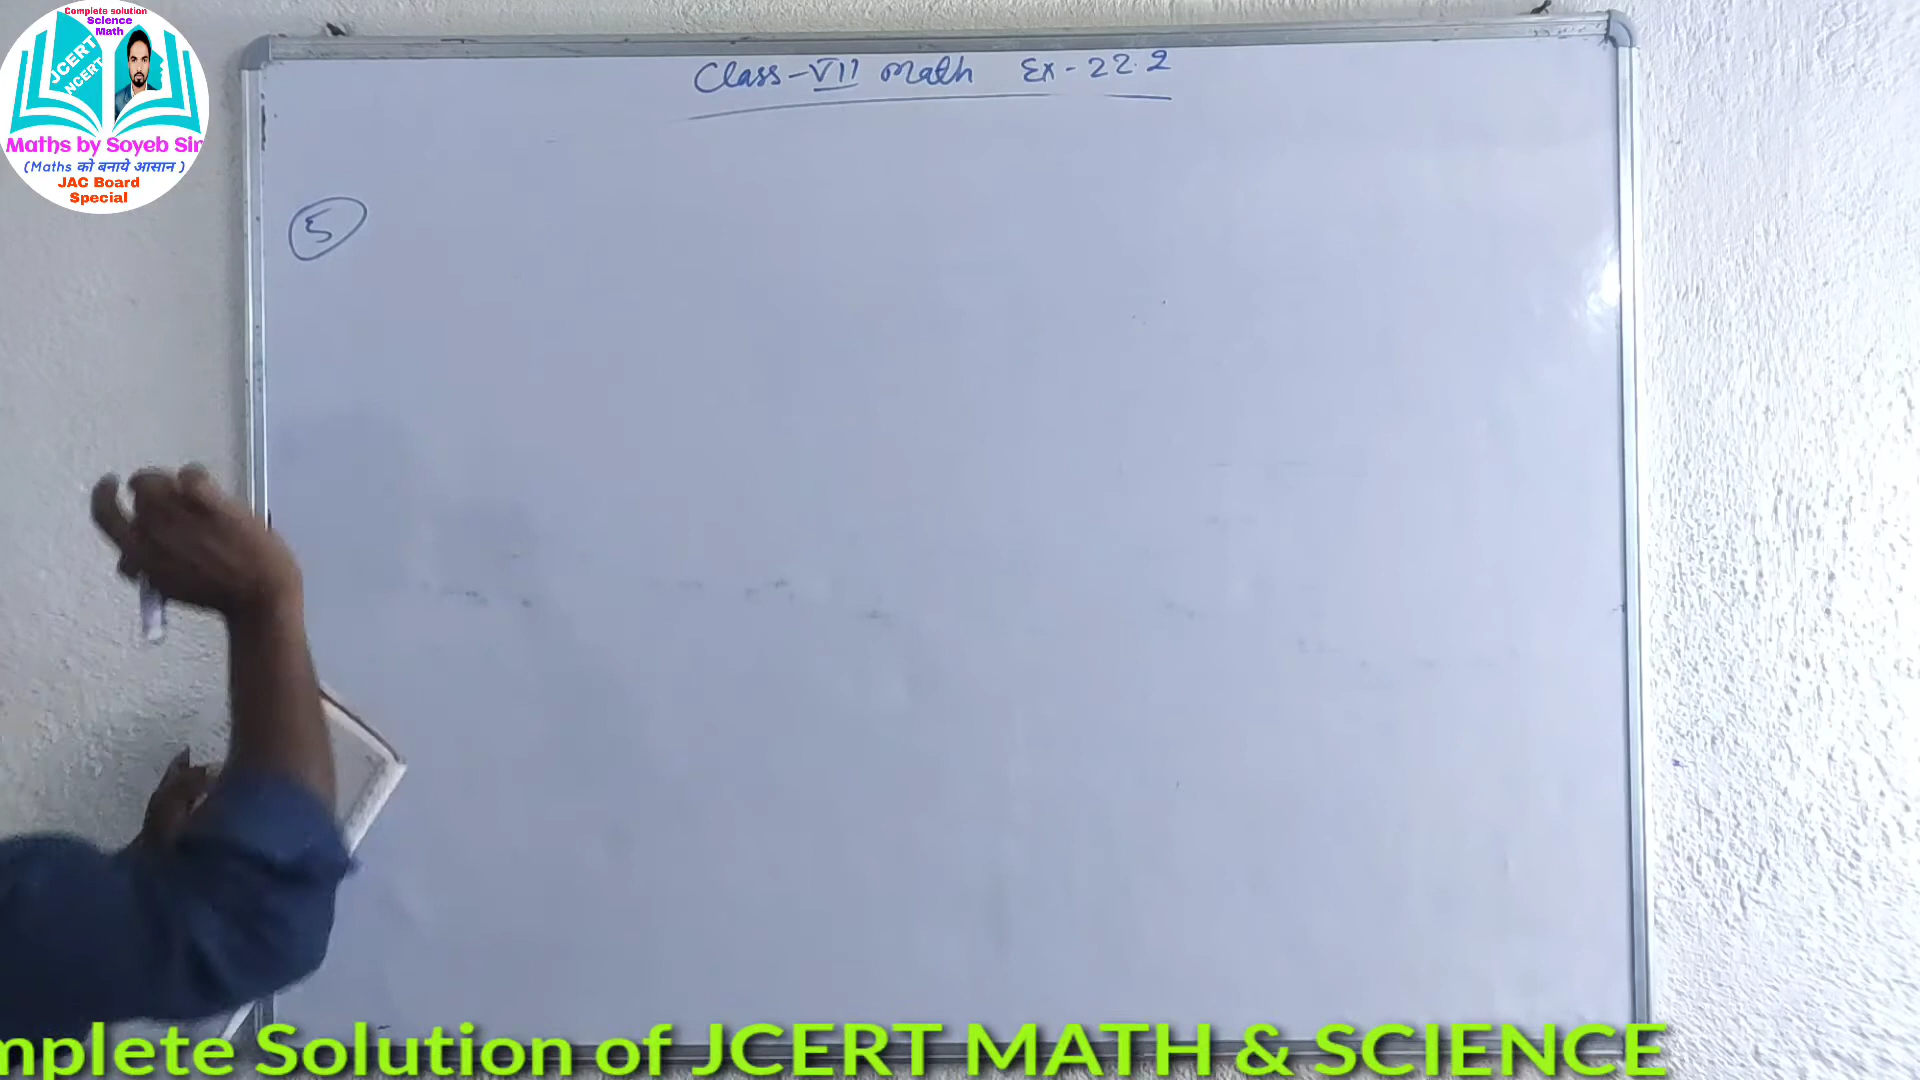 Complete solution
Science
Math
JCERT
NCERT
Maths by Soyeb Sir
(Maths को बनाये आसान )
JAC Board
Special
Class-VII Math Ex-22.2
5
mplete Solution of JCERT MATH & SCIENCE